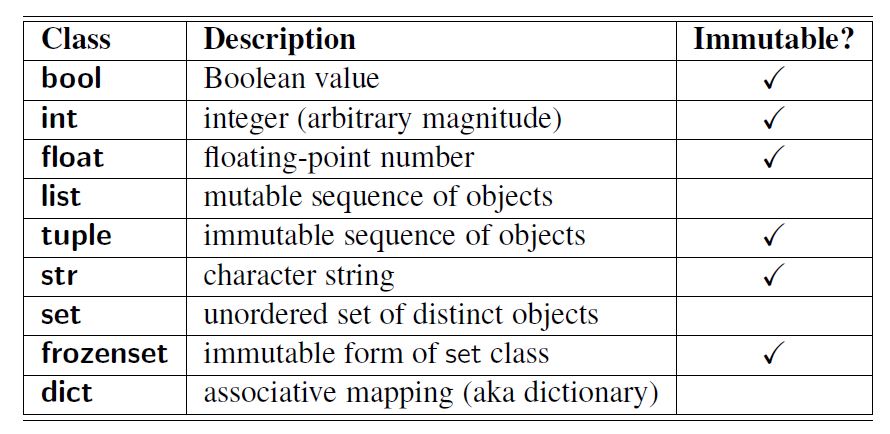 Class Description Immutable?
bool Boolean value ✓
int integer (arbitrary magnitude) ✓
float floating-point number ✓
list mutable sequence of objects
tuple immutable sequence of objects ✓
str character string ✓
set unordered set of distinct objects
frozenset immutable form of set class ✓
dict associative mapping (aka dictionary)